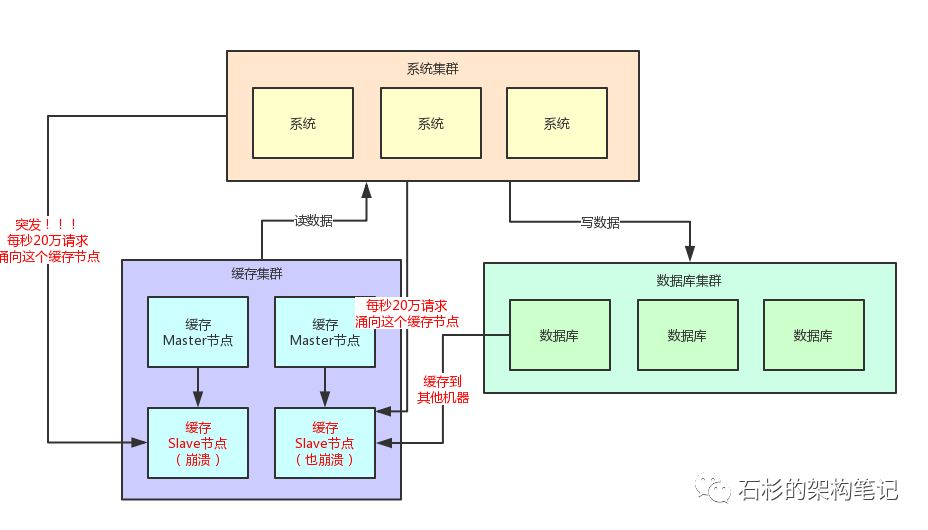 系统集群
系统
系统
系统
读数据
写数据
突发！！！
每秒20万请求
涌向这个缓存节点
缓存集群
缓存
Master节点
缓存
Master节点
每秒20万请求
涌向这个缓存节点
缓存
Slave节点
（崩溃）
缓存
Slave节点
（也崩溃）
缓存到
其他机器
数据库集群
数据库
数据库
数据库
石杉的架构笔记